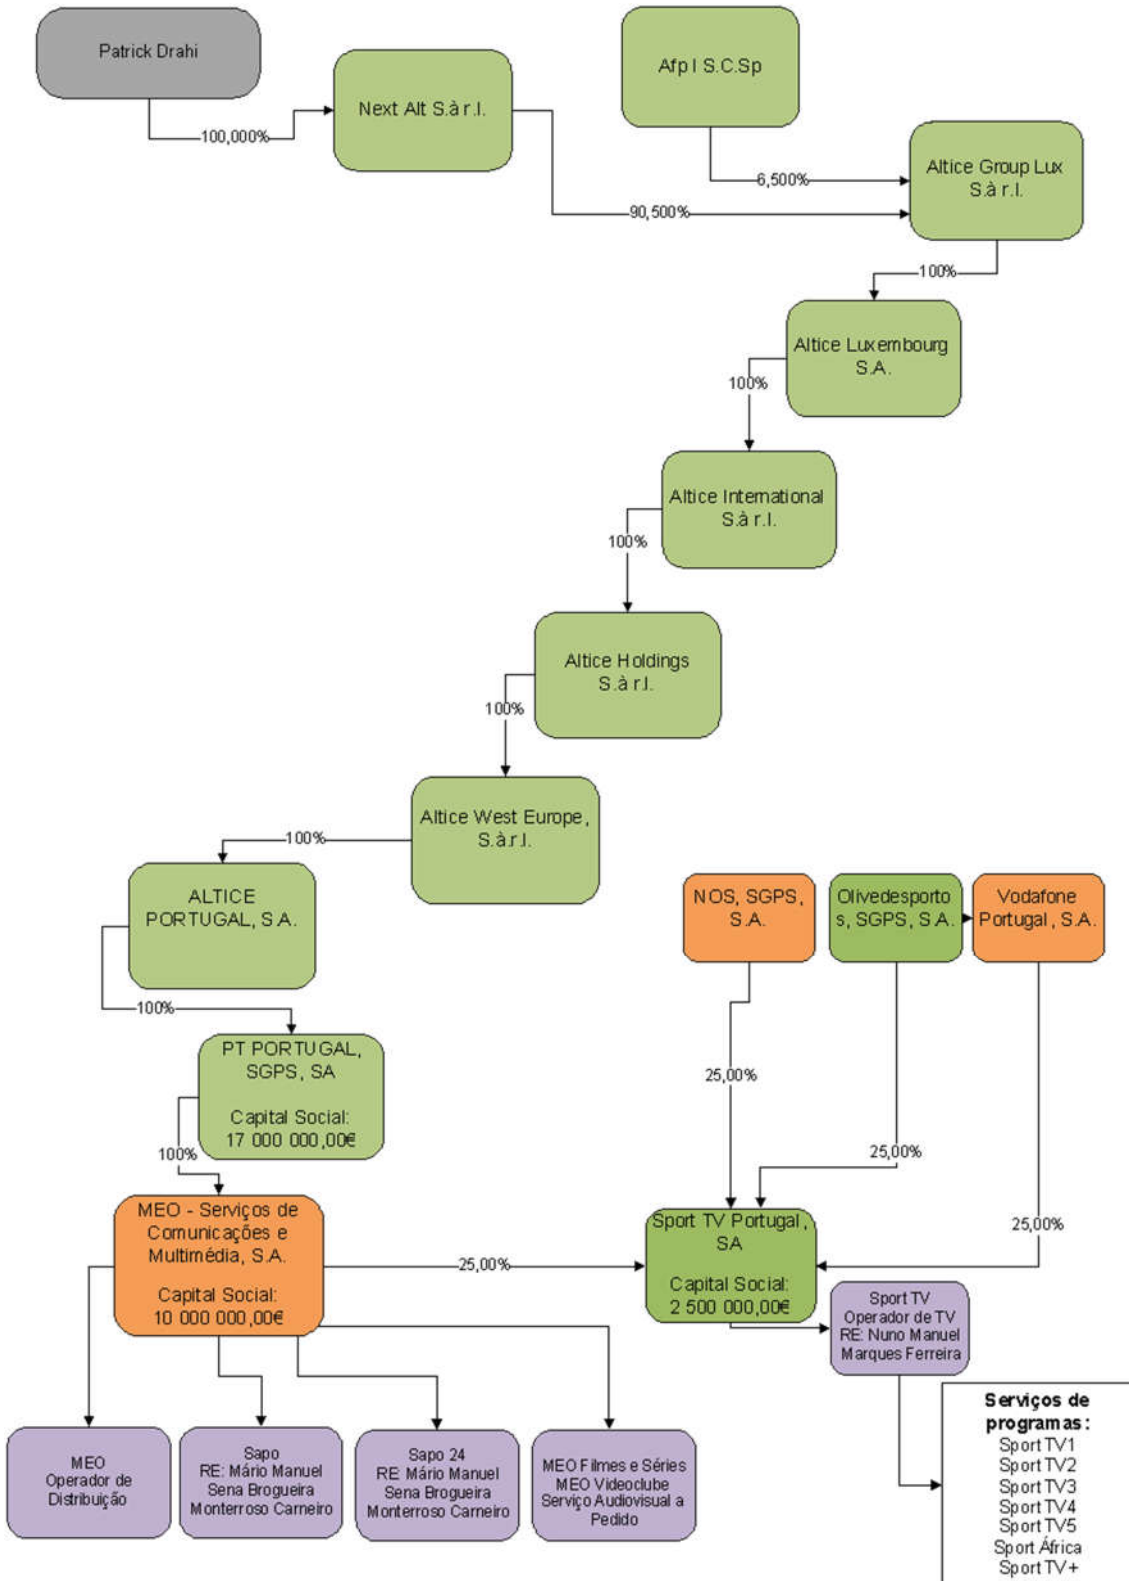 Patrick Drahi
Next Alt S.à r.l.
Afp I S.C.Sp
100,000%
6,500%
90,500%
Altice Group Lux
S.à r.l.
100%
Altice Luxembourg
S.A.
100%
Altice International
S.à r.l.
100%
Altice Holdings
S.à r.l.
100%
Altice West Europe,
S.à.r.l.
100%
ALTICE
PORTUGAL, S.A.
100%
PT PORTUGAL,
SGPS, SA
Capital Social:
17 000 000,00€
100%
NOS, SGPS,
S.A.
Olivedesporto
s, SGPS, S.A.
Vodafone
Portugal, S.A.
25,00%
25,00%
25,00%
MEO - Serviços de
Comunicações e
Multimédia, S.A.
Capital Social:
10 000 000,00€
25,00%
Sport TV Portugal,
SA
Capital Social:
2 500 000,00€
Sport TV
Operador de TV
RE: Nuno Manuel
Marques Ferreira
MEO
Operador de
Distribuição
Sapo
RE: Mário Manuel
Sena Brogueira
Monterroso Carneiro
Sapo 24
RE: Mário Manuel
Sena Brogueira
Monterroso Carneiro
MEO Filmes e Séries
MEO Videoclube
Serviço Audiovisual a
Pedido
Serviços de
programas:
Sport TV1
Sport TV2
Sport TV3
Sport TV4
Sport TV5
Sport África
Sport TV+